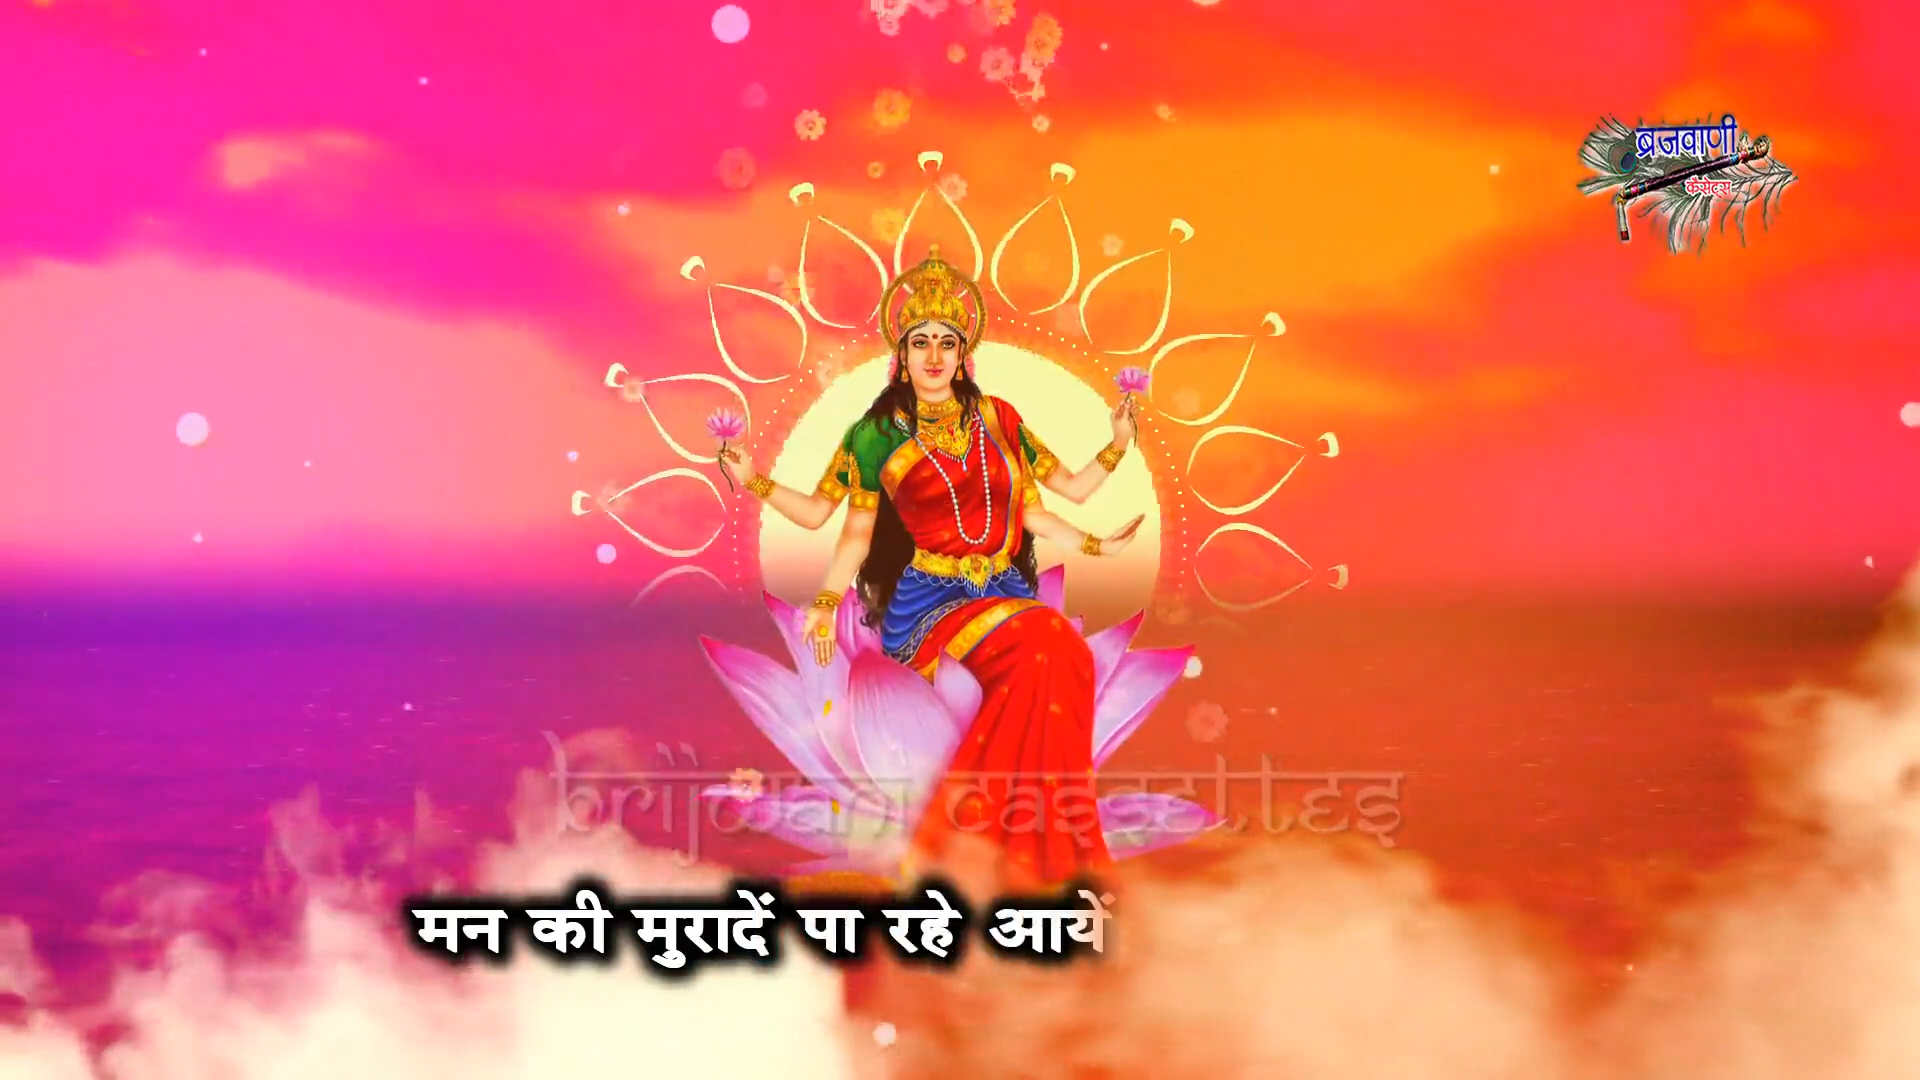 ब्रजवाणी
कैसेट्स
brijwani cassettes
मन की मुरादें पा रहे आयें